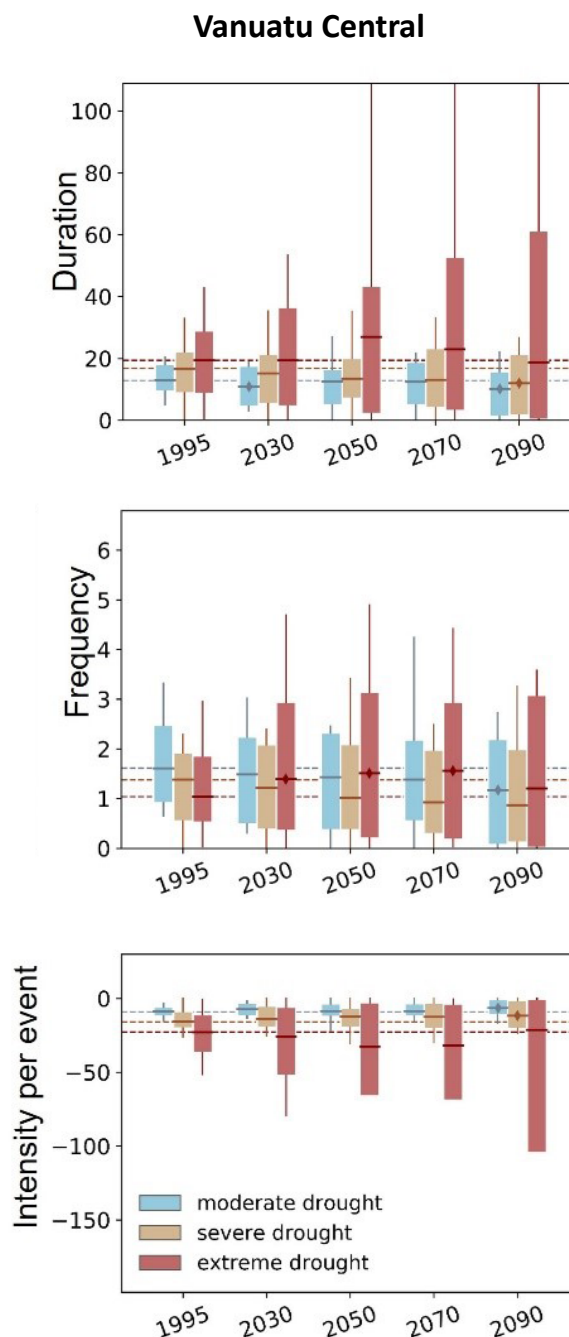 Vanuatu Central
Duration
100
80
60
40
20
0
1995 2030 2050 2070 2090
Frequency
6
5
4
3
2
1
0
1995 2030 2050 2070 2090
Intensity per event
0
−50
−100
−150
moderate drought
severe drought
extreme drought
1995 2030 2050 2070 2090